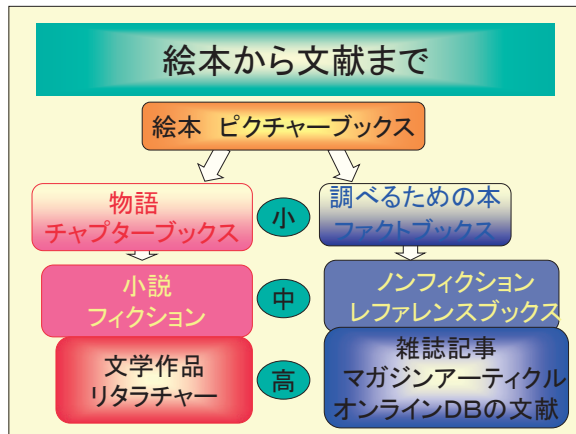 絵本から文献まで
絵本 ピクチャーブックス
物語
チャプターブックス
小
調べるための本
ファクトブックス
小説
フィクション
中
ノンフィクション
レファレンスブックス
文学作品
リタラチャー
高
雑誌記事
マガジンアーティクル
オンラインDBの文献